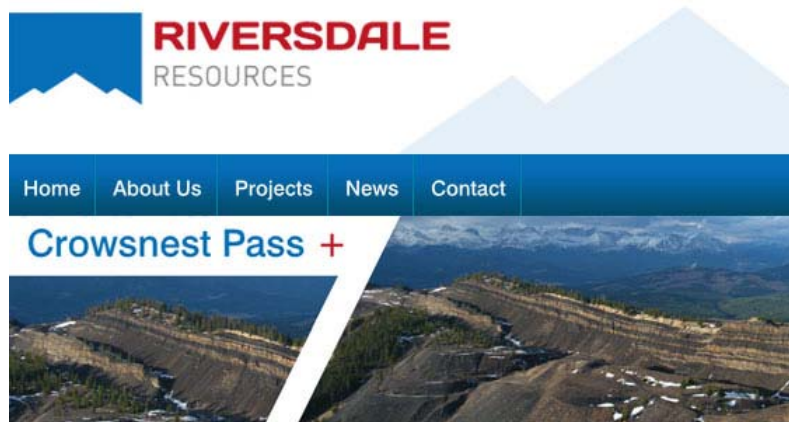 RIVERSDALE
RESOURCES
Home About Us Projects News Contact
Crowsnest Pass +